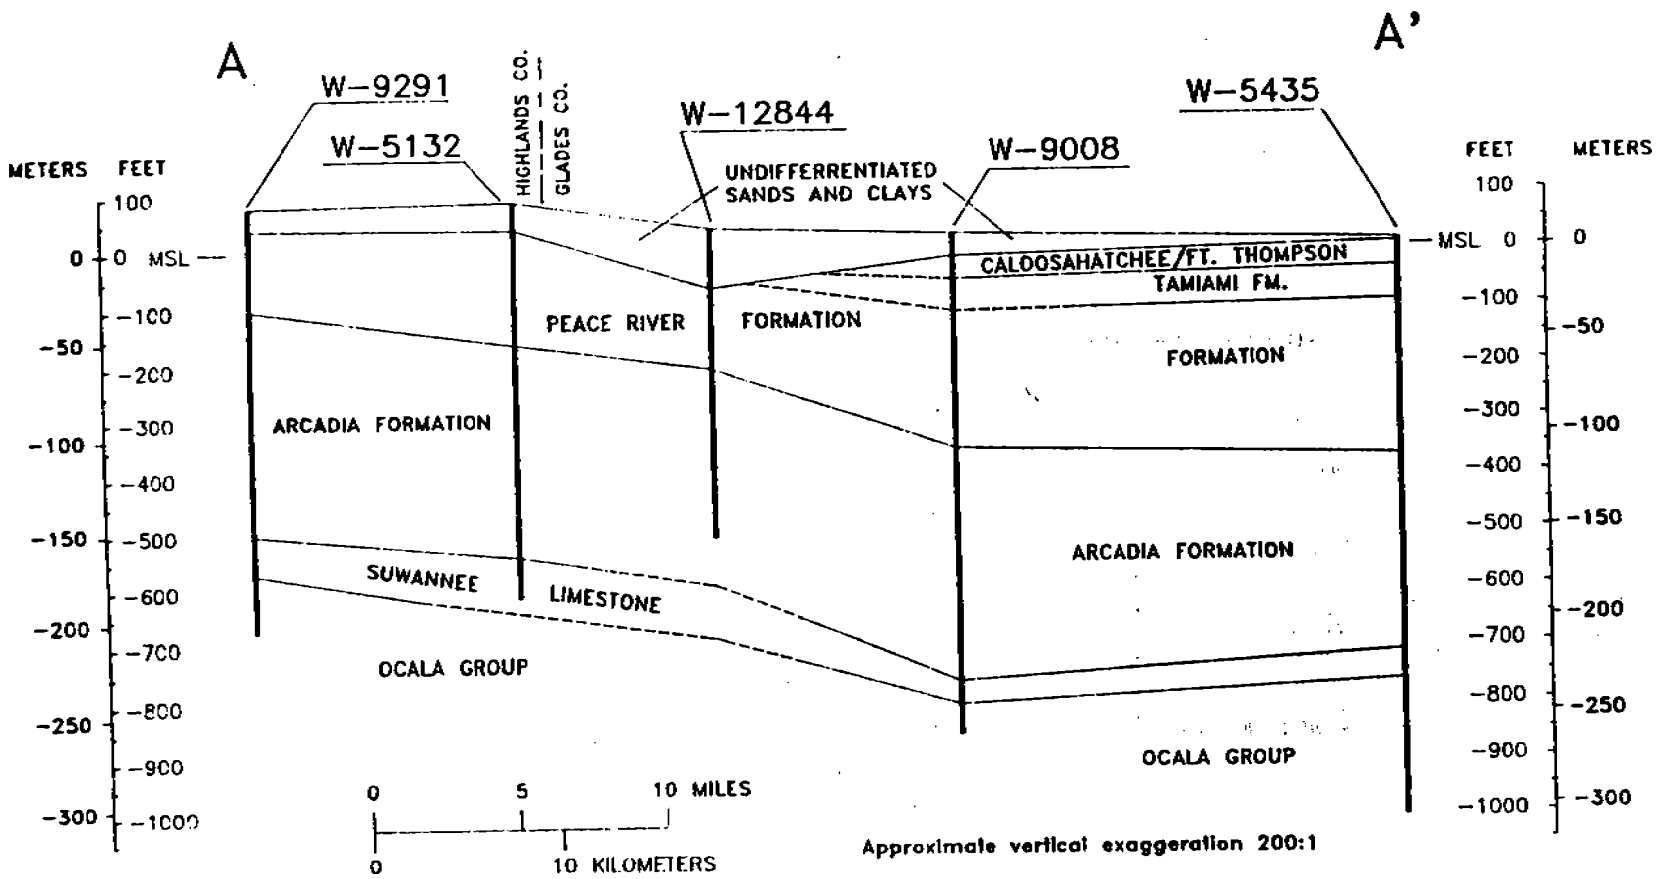 A
A'
W-9291
W-5132
HIGHLANDS CO.
GLADES CO.
W-12844
W-9008
W-5435
UNDIFFERENTIATED
SANDS AND CLAYS
METERS FEET
FEET METERS
100
0 0 MSL
-100
-50
-200
-300
-100
-400
-150
-500
-600
-200
-700
-800
-250
-900
-300
-1000
100
MSL 0 0
-100
-50
-200
-300
-100
-400
-500
-150
-600
-200
-700
-800
-250
-900
-1000
-300
CALOOSAHATCHEE/FT. THOMPSON
TAMIAMI FM.
PEACE RIVER FORMATION
FORMATION
ARCADIA FORMATION
ARCADIA FORMATION
SUWANNEE LIMESTONE
OCALA GROUP
OCALA GROUP
0 5 10 MILES
0 10 KILOMETERS
Approximate vertical exaggeration 200:1